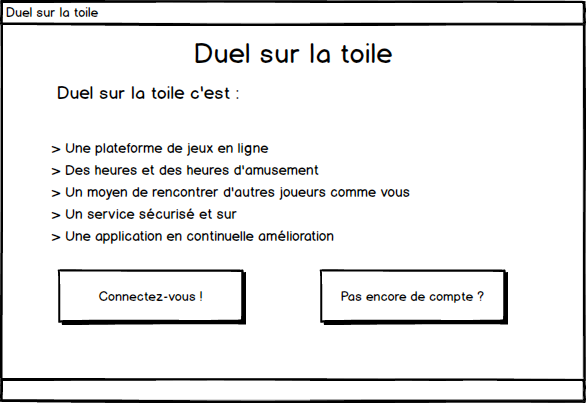 Duel sur la toile
Duel sur la toile
Duel sur la toile c'est :
> Une plateforme de jeux en ligne
> Des heures et des heures d'amusement
> Un moyen de rencontrer d'autres joueurs comme vous
> Un service sécurisé et sur
> Une application en continuelle amélioration
Connectez-vous !
Pas encore de compte ?